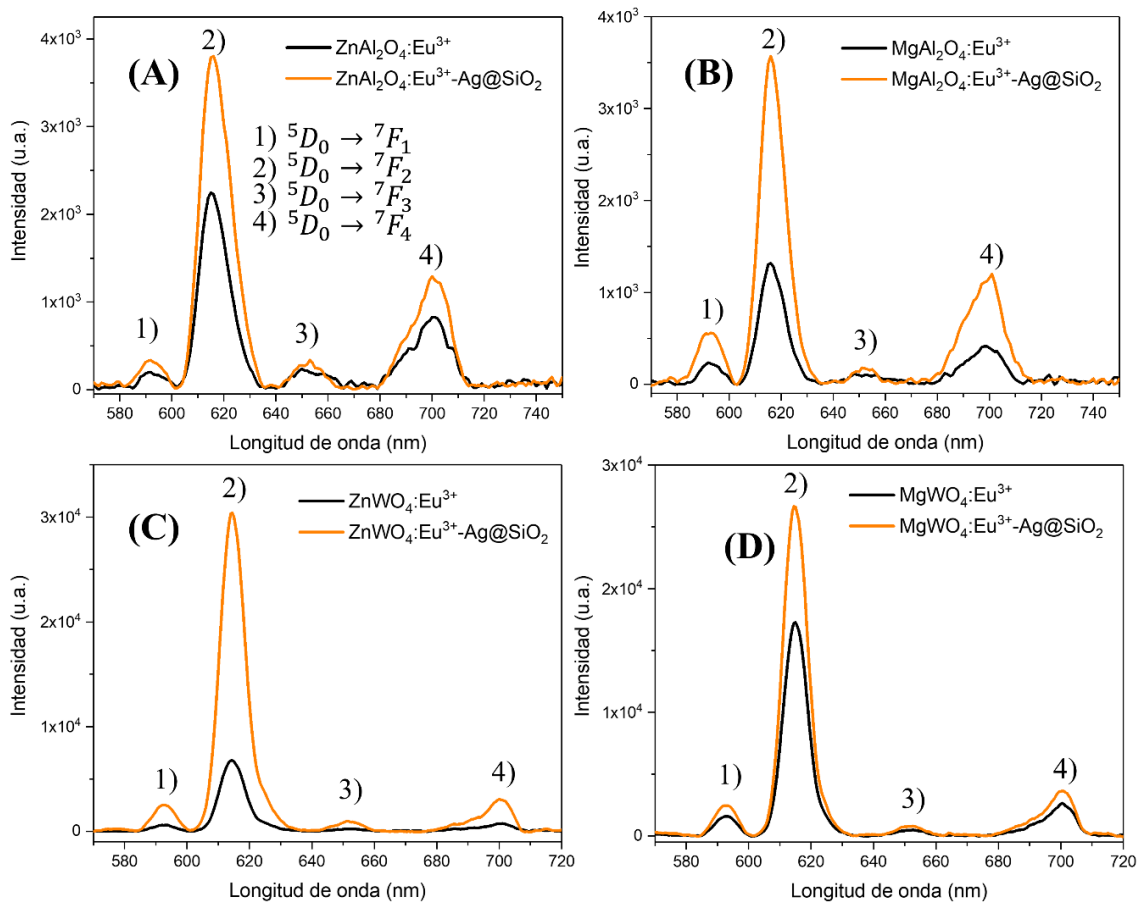 (A)
2)
ZnAl₂O₄:Eu³⁺
ZnAl₂O₄:Eu³⁺-Ag@SiO₂
1) ⁵D₀ → ⁷F₁
2) ⁵D₀ → ⁷F₂
3) ⁵D₀ → ⁷F₃
4) ⁵D₀ → ⁷F₄
4)
1)
3)
4x10³
3x10³
2x10³
1x10³
0
Intensidad (u.a.)
580 600 620 640 660 680 700 720 740
Longitud de onda (nm)
(B)
2)
MgAl₂O₄:Eu³⁺
MgAl₂O₄:Eu³⁺-Ag@SiO₂
4)
1)
3)
4x10³
3x10³
2x10³
1x10³
0
Intensidad (u.a.)
580 600 620 640 660 680 700 720 740
Longitud de onda (nm)
(C)
2)
ZnWO₄:Eu³⁺
ZnWO₄:Eu³⁺-Ag@SiO₂
1)
3)
4)
3x10⁴
2x10⁴
1x10⁴
0
Intensidad (u.a.)
580 600 620 640 660 680 700 720
Longitud de onda (nm)
(D)
2)
MgWO₄:Eu³⁺
MgWO₄:Eu³⁺-Ag@SiO₂
1)
3)
4)
3x10⁴
2x10⁴
1x10⁴
0
Intensidad (u.a.)
580 600 620 640 660 680 700 720
Longitud de onda (nm)